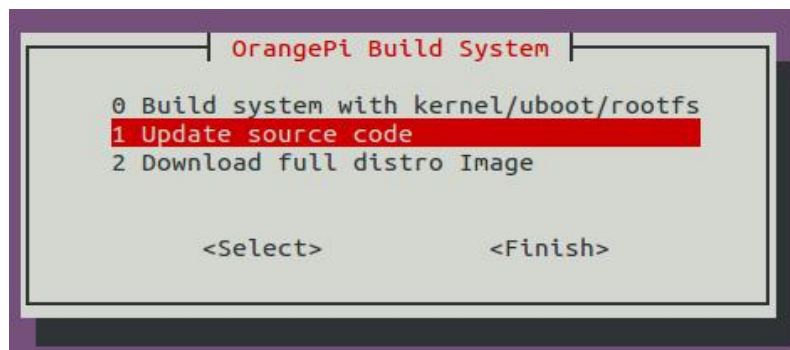 OrangePi Build System
0 Build system with kernel/uboot/rootfs
1 Update source code
2 Download full distro Image
<Select> <Finish>